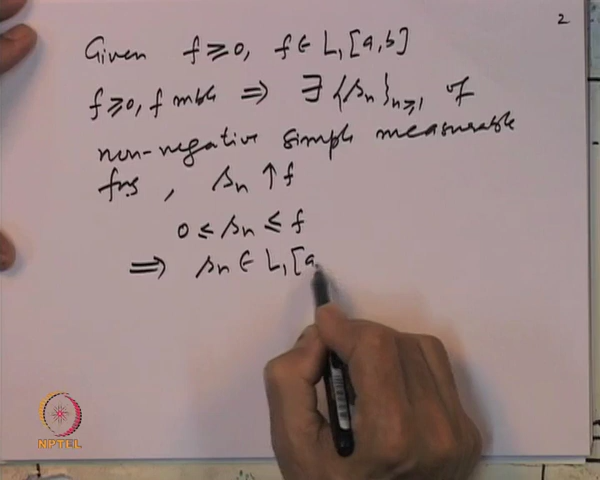 2
Given f ≥ 0, f ∈ L₁[a,b]
f ≥ 0, f mble ⇒ ∃ {sₙ}ₙ≥₁ of
non-negative simple measurable
fns, sₙ ↑ f
0 ≤ sₙ ≤ f
⇒ sₙ ∈ L₁[a
NPTEL